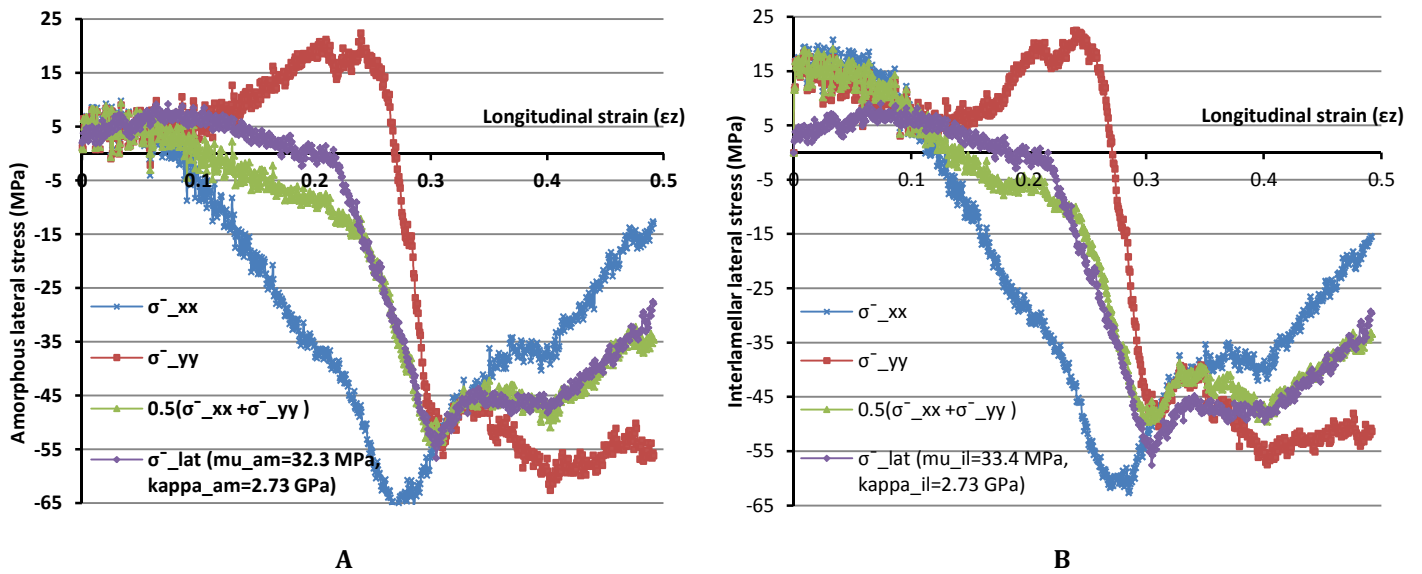 25
15
5
-5
-15
-25
-35
-45
-55
-65
0
0.1
0.2
0.3
0.4
0.5
Amorphous lateral stress (MPa)
Longitudinal strain (εz)
σ¯_xx
σ¯_yy
0.5(σ¯_xx +σ¯_yy )
σ¯_lat (mu_am=32.3 MPa,
kappa_am=2.73 GPa)
A
25
15
5
-5
-15
-25
-35
-45
-55
-65
0
0.1
0.2
0.3
0.4
0.5
Interlamellar lateral stress (MPa)
Longitudinal strain (εz)
σ¯_xx
σ¯_yy
0.5(σ¯_xx +σ¯_yy )
σ¯_lat (mu_il=33.4 MPa,
kappa_il=2.73 GPa)
B